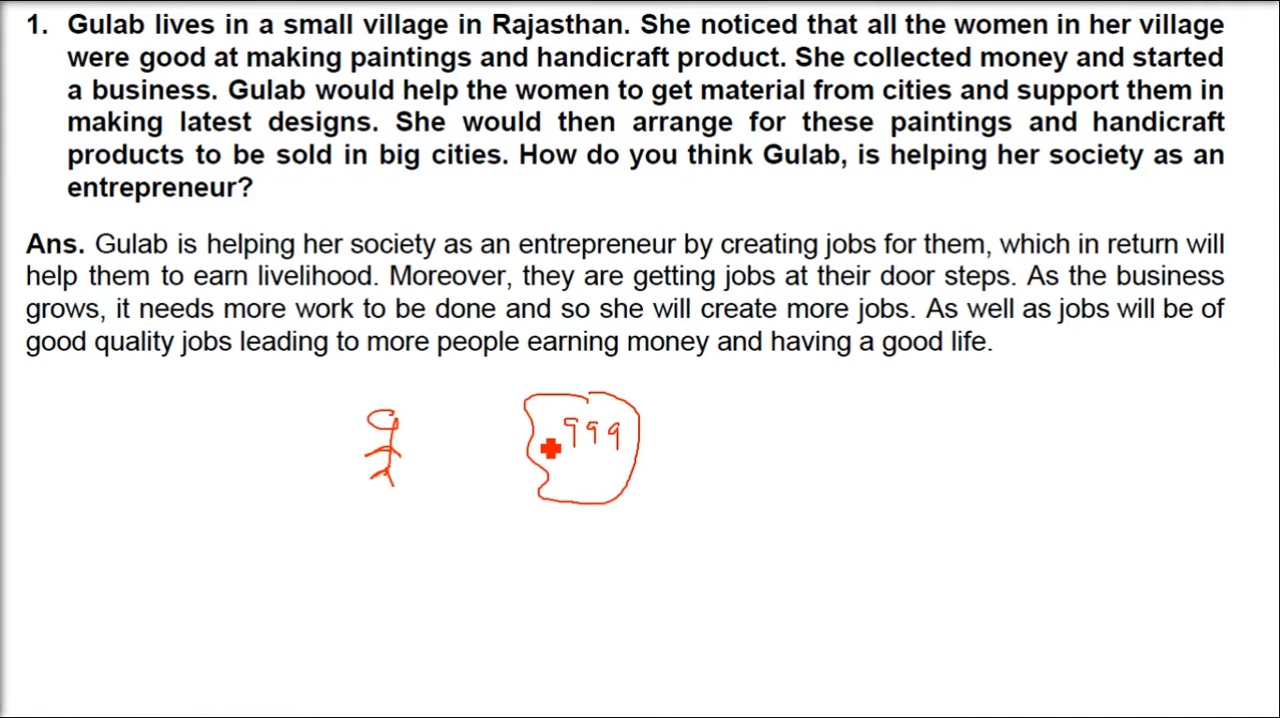 1. Gulab lives in a small village in Rajasthan. She noticed that all the women in her village
were good at making paintings and handicraft product. She collected money and started
a business. Gulab would help the women to get material from cities and support them in
making latest designs. She would then arrange for these paintings and handicraft
products to be sold in big cities. How do you think Gulab, is helping her society as an
entrepreneur?
Ans. Gulab is helping her society as an entrepreneur by creating jobs for them, which in return will
help them to earn livelihood. Moreover, they are getting jobs at their door steps. As the business
grows, it needs more work to be done and so she will create more jobs. As well as jobs will be of
good quality jobs leading to more people earning money and having a good life.